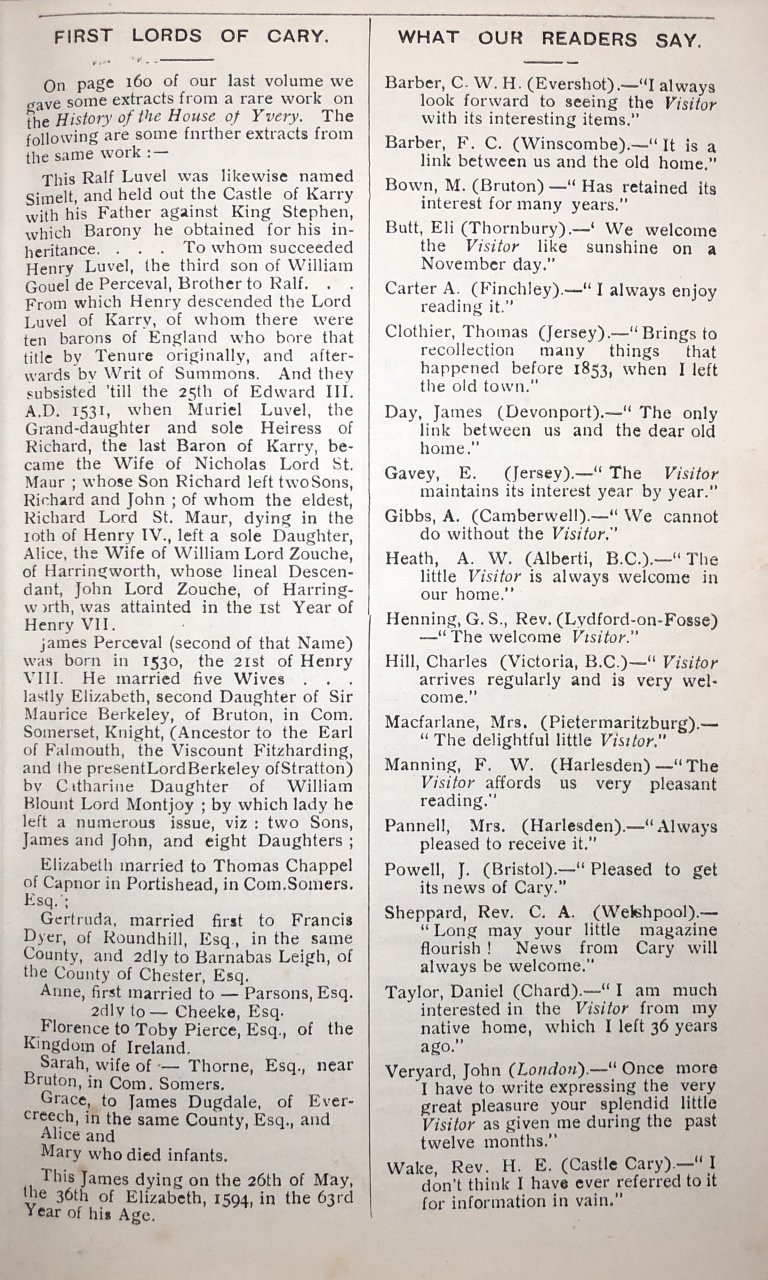 FIRST LORDS OF CARY.
On page 160 of our last volume we
gave some extracts from a rare work on
the History of the House of Yvery. The
following are some fnrther extracts from
the same work :—
This Ralf Luvel was likewise named
Simelt, and held out the Castle of Karry
with his Father against King Stephen,
which Barony he obtained for his in-
heritance. . . . To whom succeeded
Henry Luvel, the third son of William
Gouel de Perceval, Brother to Ralf. . .
From which Henry descended the Lord
Luvel of Karry, of whom there were
ten barons of England who bore that
title by Tenure originally, and after-
wards by Writ of Summons. And they
subsisted 'till the 25th of Edward III.
A.D. 1531, when Muriel Luvel, the
Grand-daughter and sole Heiress of
Richard, the last Baron of Karry, be-
came the Wife of Nicholas Lord St.
Maur ; whose Son Richard left two Sons,
Richard and John ; of whom the eldest,
Richard Lord St. Maur, dying in the
10th of Henry IV., left a sole Daughter,
Alice, the Wife of William Lord Zouche,
of Harringworth, whose lineal Descen-
dant, John Lord Zouche, of Harring-
worth, was attainted in the 1st Year of
Henry VII.
James Perceval (second of that Name)
was born in 1530, the 21st of Henry
VIII. He married five Wives . . .
lastly Elizabeth, second Daughter of Sir
Maurice Berkeley, of Bruton, in Com.
Somerset, Knight, (Ancestor to the Earl
of Falmouth, the Viscount Fitzharding,
and the present Lord Berkeley of Stratton)
by Catharine Daughter of William
Blount Lord Montjoy ; by which lady he
left a numerous issue, viz : two Sons,
James and John, and eight Daughters ;
Elizabeth married to Thomas Chappel
of Capnor in Portishead, in Com. Somers.
Esq. ;
Gertruda, married first to Francis
Dyer, of Roundhill, Esq., in the same
County, and 2dly to Barnabas Leigh, of
the County of Chester, Esq.
Anne, first married to — Parsons, Esq.
2dly to — Cheeke, Esq.
Florence to Toby Pierce, Esq., of the
Kingdom of Ireland.
Sarah, wife of — Thorne, Esq., near
Bruton, in Com. Somers.
Grace, to James Dugdale, of Ever-
creech, in the same County, Esq., and
Alice and
Mary who died infants.
This James dying on the 26th of May,
the 36th of Elizabeth, 1594, in the 63rd
Year of his Age.
WHAT OUR READERS SAY.
Barber, C. W. H. (Evershot).—"I always
look forward to seeing the Visitor
with its interesting items."
Barber, F. C. (Winscombe).—" It is a
link between us and the old home."
Bown, M. (Bruton) —" Has retained its
interest for many years."
Butt, Eli (Thornbury).—' We welcome
the Visitor like sunshine on a
November day."
Carter A. (Finchley).—" I always enjoy
reading it."
Clothier, Thomas (Jersey).—" Brings to
recollection many things that
happened before 1853, when I left
the old town."
Day, James (Devonport).—" The only
link between us and the dear old
home."
Gavey, E. (Jersey).—" The Visitor
maintains its interest year by year."
Gibbs, A. (Camberwell).—" We cannot
do without the Visitor."
Heath, A. W. (Alberti, B.C.).—" The
little Visitor is always welcome in
our home."
Henning, G. S., Rev. (Lydford-on-Fosse)
—" The welcome Visitor."
Hill, Charles (Victoria, B.C.)—" Visitor
arrives regularly and is very wel-
come."
Macfarlane, Mrs. (Pietermaritzburg).—
" The delightful little Visitor."
Manning, F. W. (Harlesden) —"The
Visitor affords us very pleasant
reading."
Pannell, Mrs. (Harlesden).—" Always
pleased to receive it."
Powell, J. (Bristol).—" Pleased to get
its news of Cary."
Sheppard, Rev. C. A. (Welshpool).—
" Long may your little magazine
flourish ! News from Cary will
always be welcome."
Taylor, Daniel (Chard).—" I am much
interested in the Visitor from my
native home, which I left 36 years
ago."
Veryard, John (London).—" Once more
I have to write expressing the very
great pleasure your splendid little
Visitor as given me during the past
twelve months."
Wake, Rev. H. E. (Castle Cary).—" I
don't think I have ever referred to it
for information in vain."